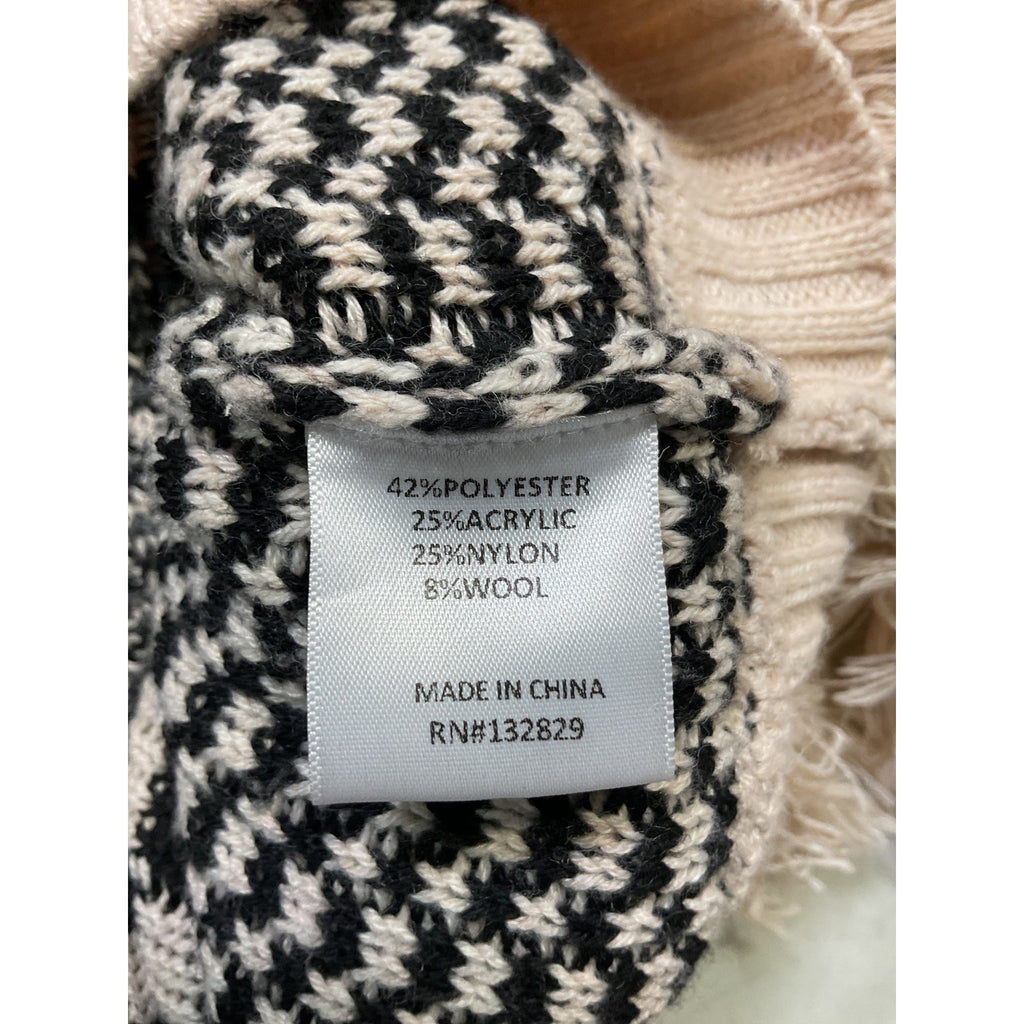 42%POLYESTER
25%ACRYLIC
25%NYLON
8%WOOL
MADE IN CHINA
RN#132829